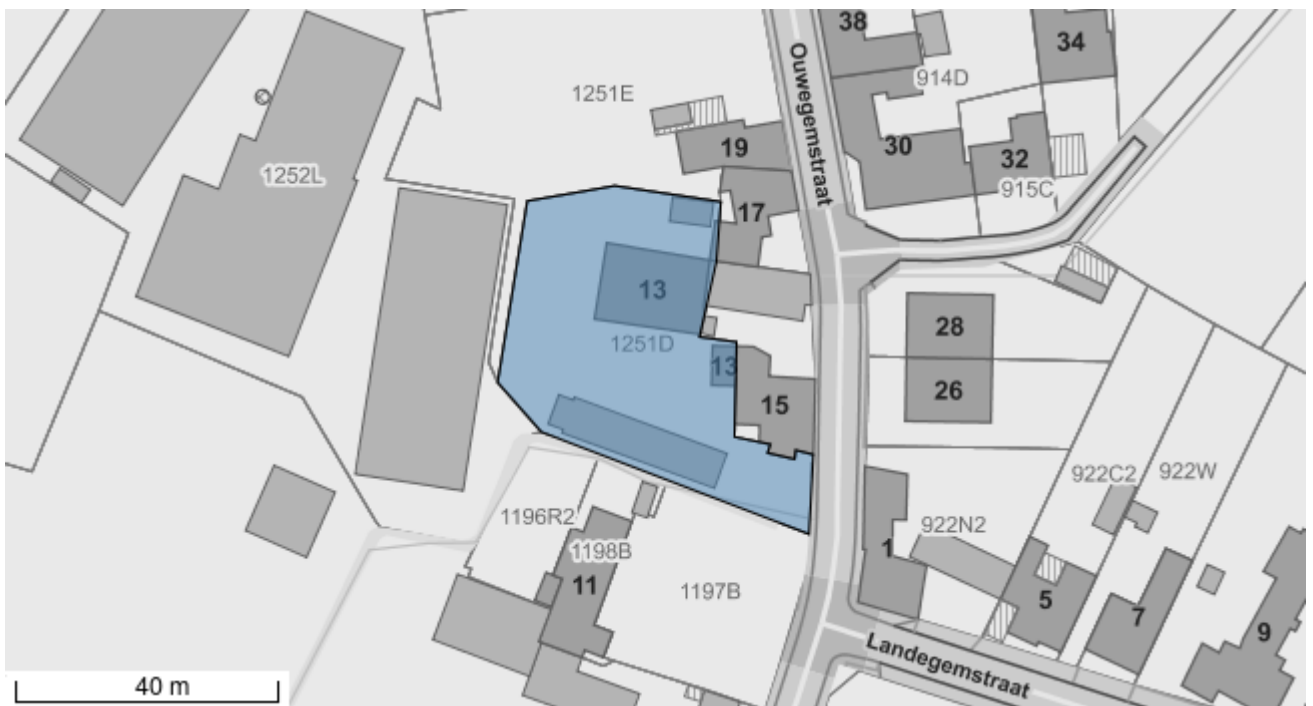 38
34
Ouwegemstraat
914D
1251E
19
30
32
1252L
915C
17
13
28
1251D
13
26
15
922C2
922W
1196R2
922N2
1198B
1
11
1197B
5
7
9
Landegemstraat
40 m